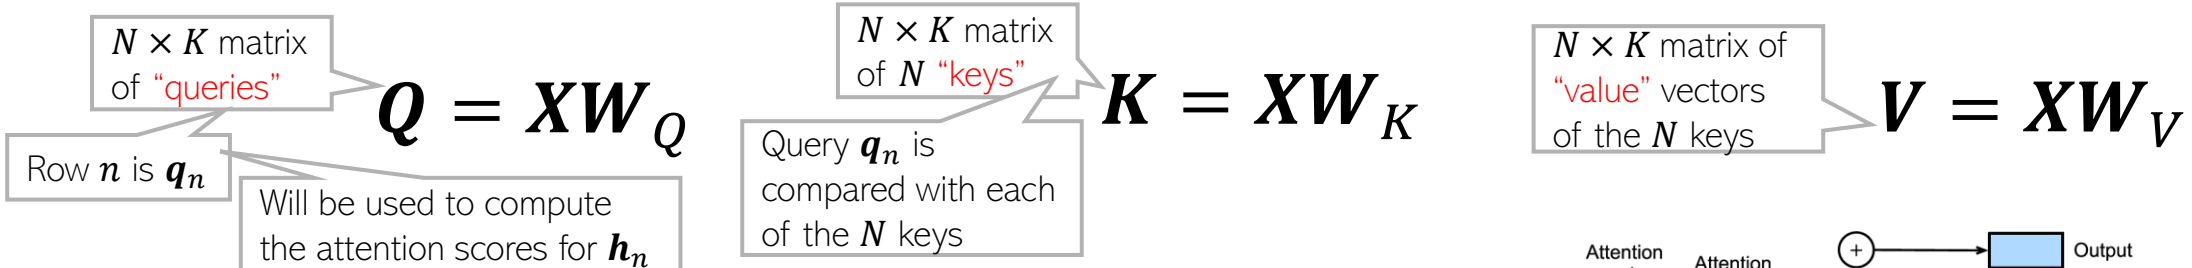 N × K matrix
of “queries”
Q = XW_Q
Row n is q_n
Will be used to compute
the attention scores for h_n
N × K matrix
of N “keys”
K = XW_K
Query q_n is
compared with each
of the N keys
N × K matrix of
“value” vectors
of the N keys
V = XW_V
Attention
Attention
+
Output